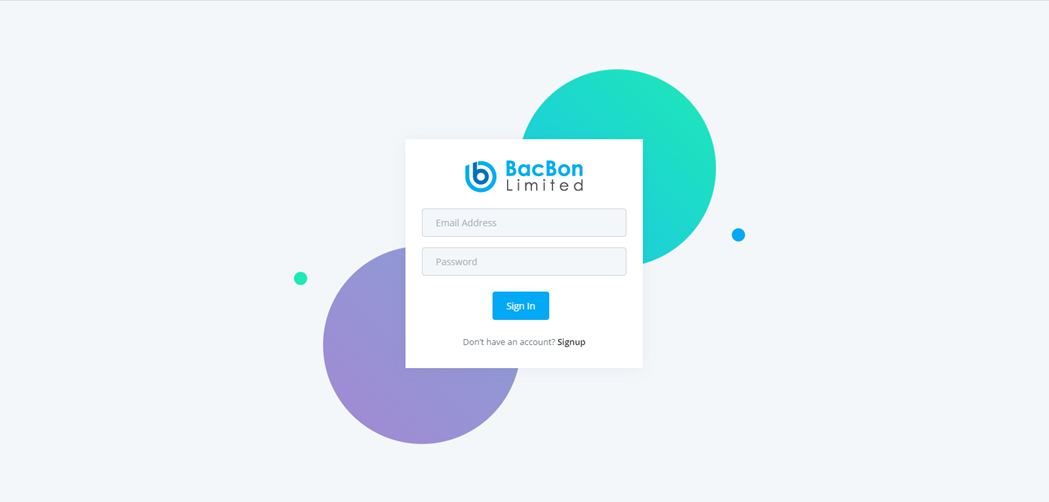 BacBon
Limited
Email Address
Password
Sign In
Don't have an account? Signup